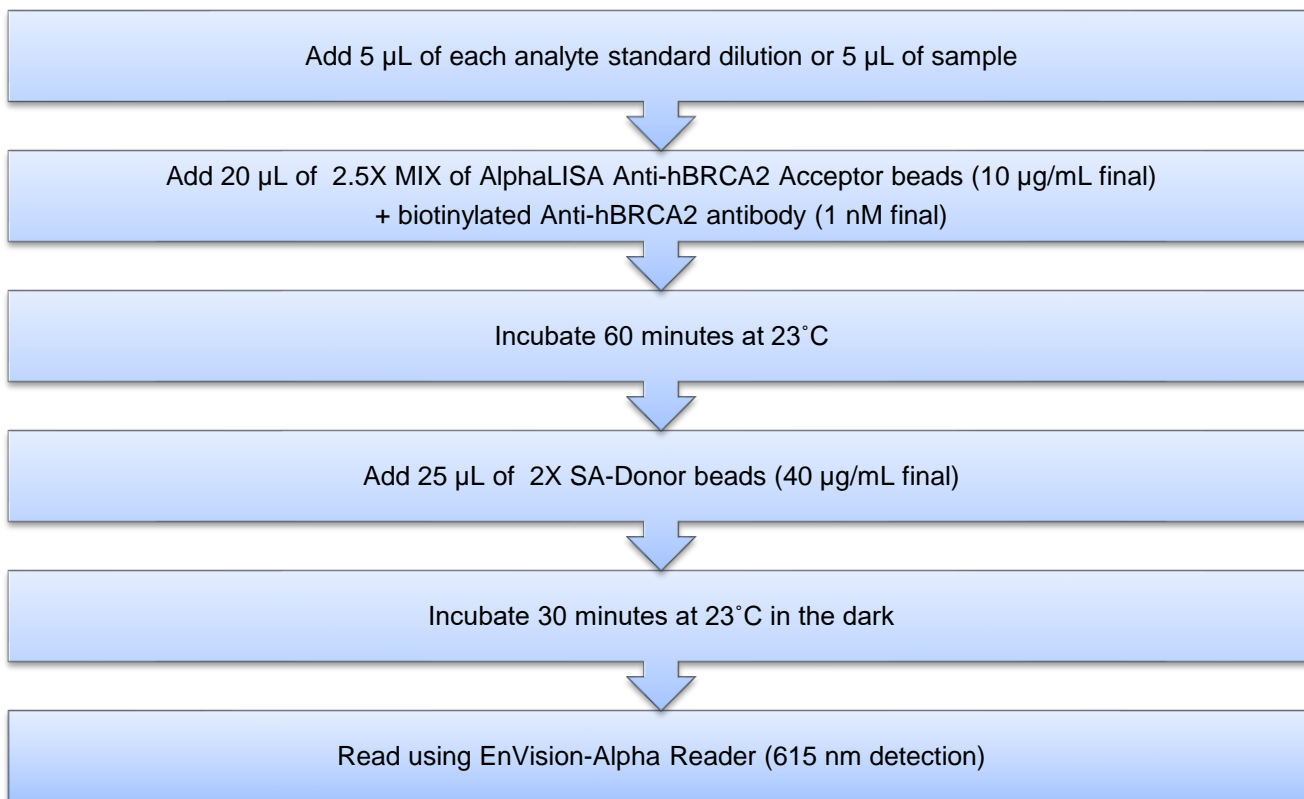 Add 5 µL of each analyte standard dilution or 5 µL of sample
Add 20 µL of 2.5X MIX of AlphaLISA Anti-hBRCA2 Acceptor beads (10 µg/mL final)
+ biotinylated Anti-hBRCA2 antibody (1 nM final)
Incubate 60 minutes at 23˚C
Add 25 µL of 2X SA-Donor beads (40 µg/mL final)
Incubate 30 minutes at 23˚C in the dark
Read using EnVision-Alpha Reader (615 nm detection)